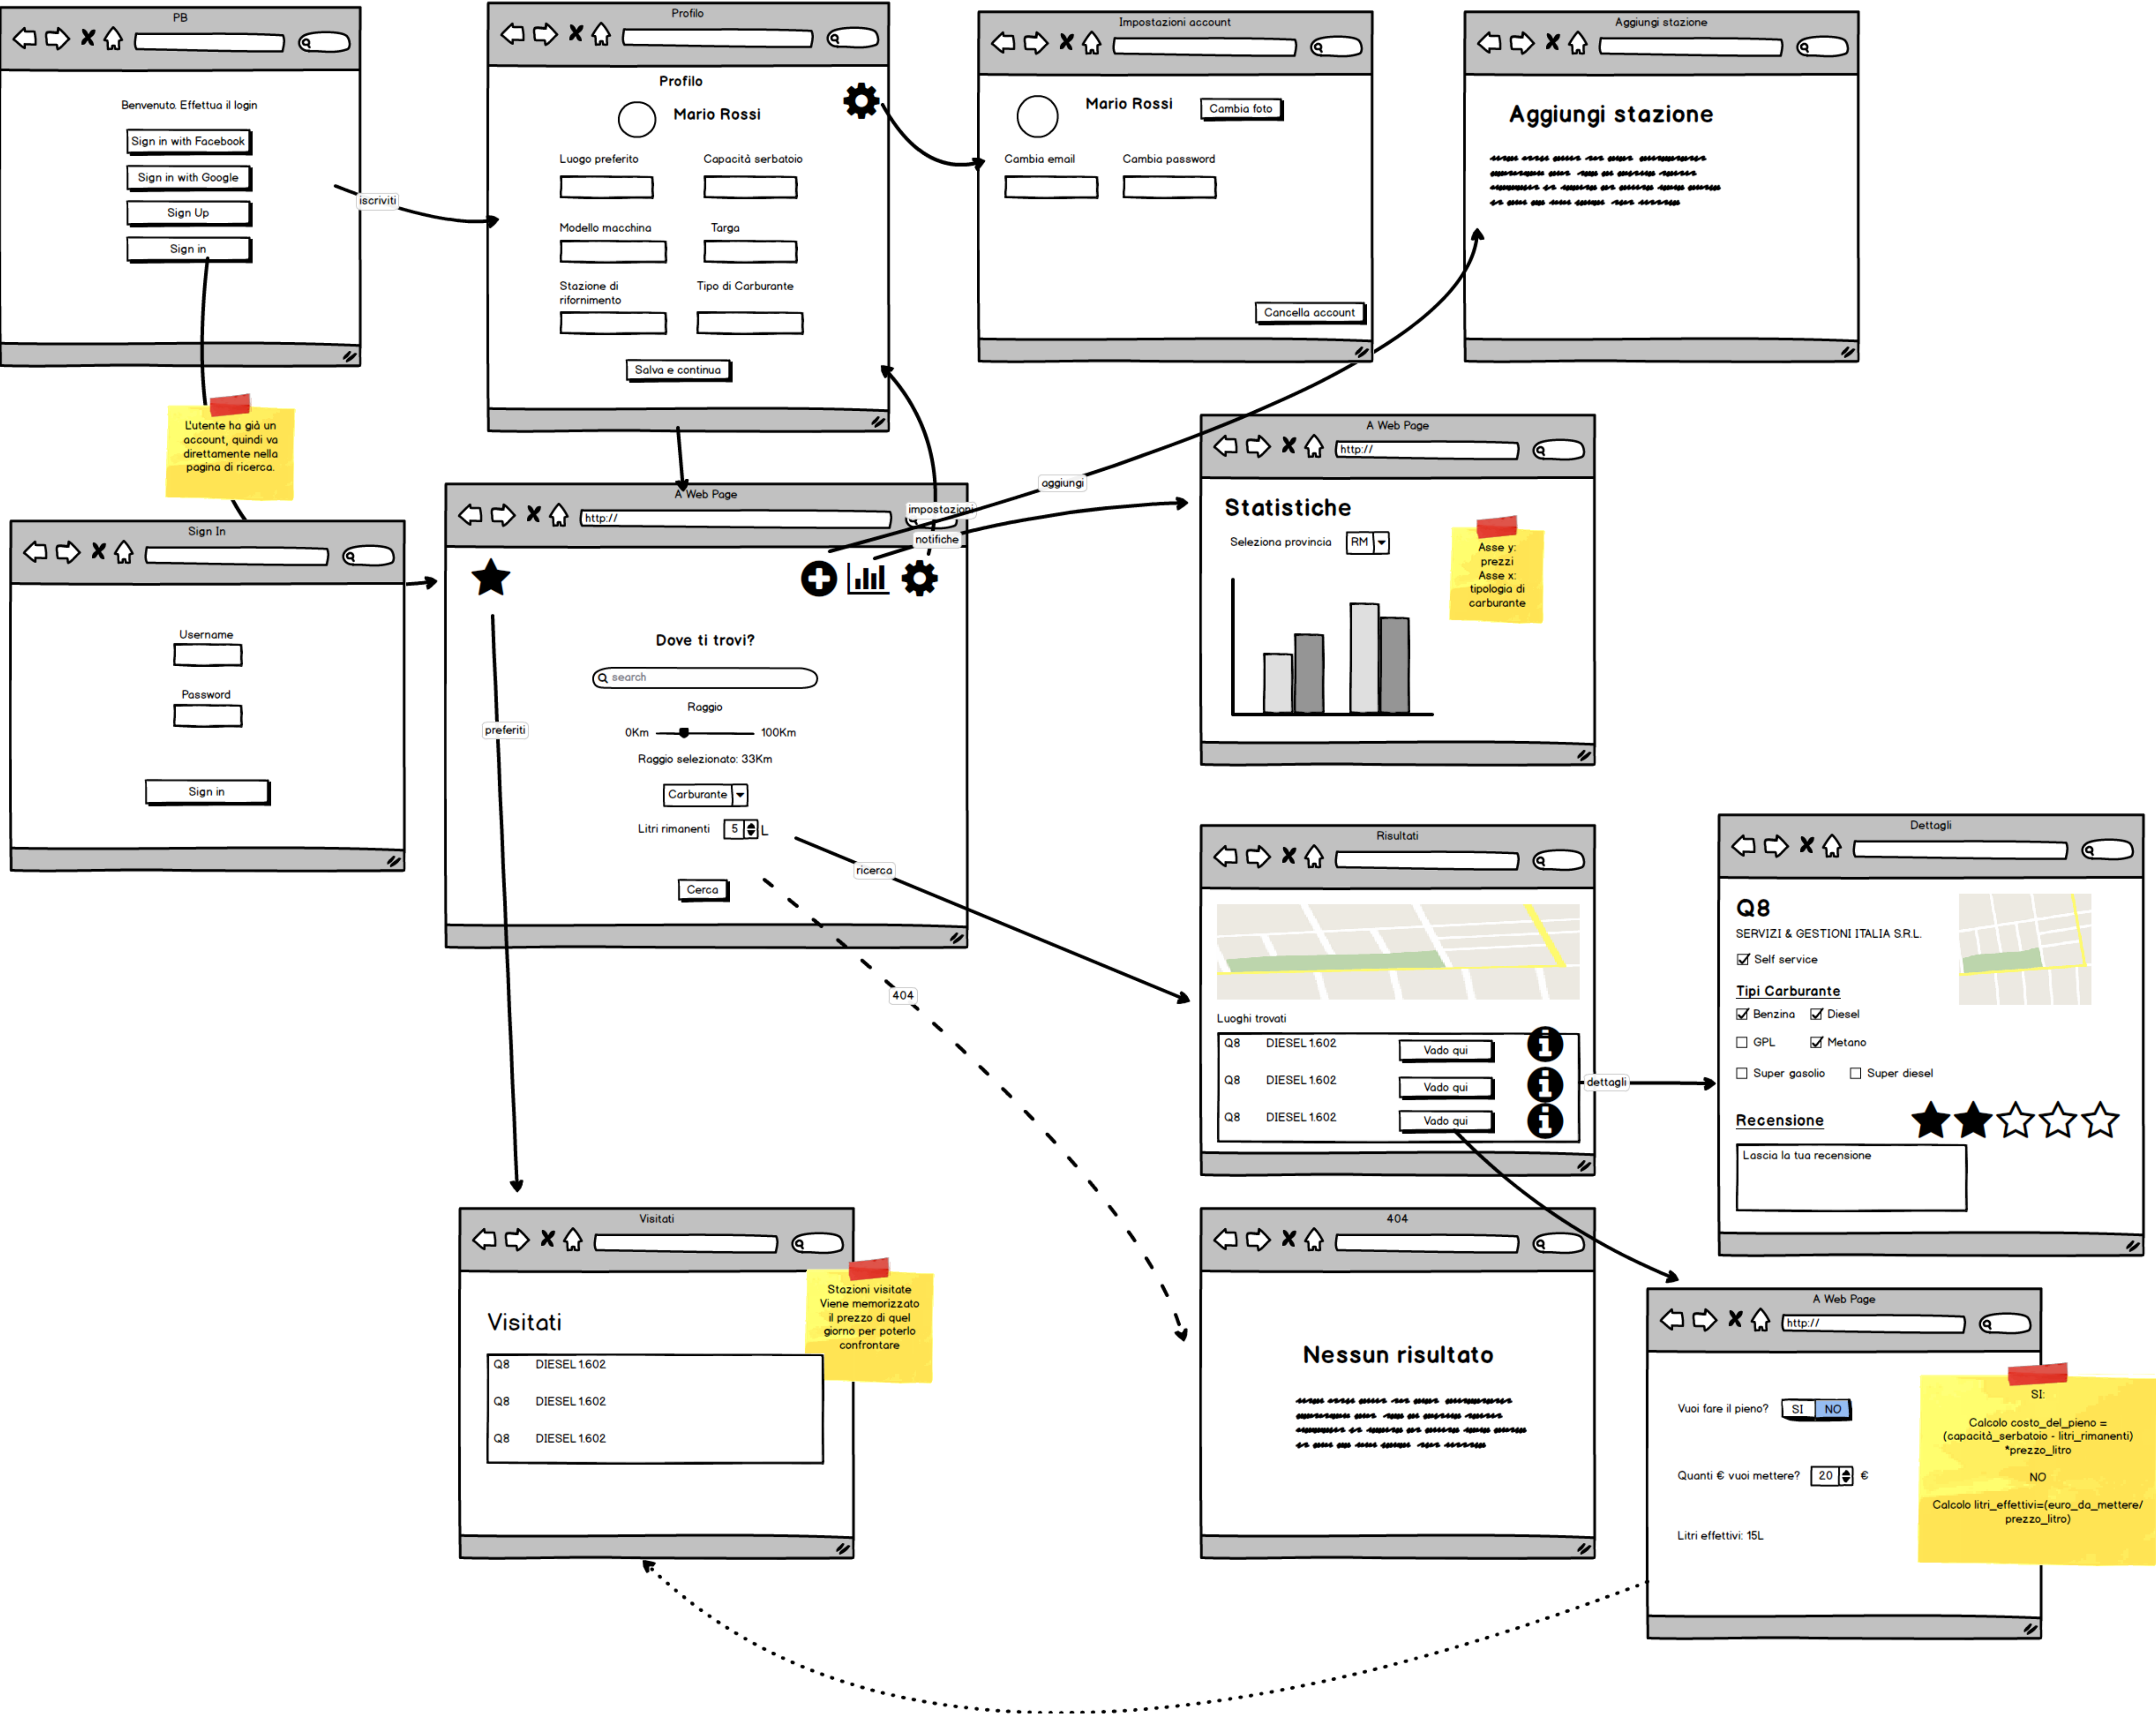 PB
Benvenuto. Effettua il login
Sign in with Facebook
Sign in with Google
Sign Up
Sign in
iscriviti
L'utente ha già un
account, quindi va
direttamente nella
pagina di ricerca.
Profilo
Profilo
Mario Rossi
Luogo preferito
Capacità serbatoio
Modello macchina
Targa
Stazione di
rifornimento
Tipo di Carburante
Salva e continua
Impostazioni account
Mario Rossi
Cambia foto
Cambia email
Cambia password
Cancella account
Aggiungi stazione
Aggiungi stazione
Sign In
Username
Password
Sign in
A Web Page
http://
impostazioni
notifiche
aggiungi
Dove ti trovi?
search
Raggio
0Km
100Km
Raggio selezionato: 33Km
Carburante
Litri rimanenti
5
L
Cerca
preferiti
ricerca
404
A Web Page
http://
Statistiche
Seleziona provincia
RM
Asse y:
prezzi
Asse x:
tipologia di
carburante
Risultati
Luoghi trovati
Q8 DIESEL 1.602 Vado qui
Q8 DIESEL 1.602 Vado qui
Q8 DIESEL 1.602 Vado qui
dettagli
Dettagli
Q8
SERVIZI & GESTIONI ITALIA S.R.L.
Self service
Tipi Carburante
Benzina
Diesel
GPL
Metano
Super gasolio
Super diesel
Recensione
Lascia la tua recensione
Visitati
Visitati
Q8 DIESEL 1.602
Q8 DIESEL 1.602
Q8 DIESEL 1.602
Stazioni visitate
Viene memorizzato
il prezzo di quel
giorno per poterlo
confrontare
404
Nessun risultato
A Web Page
http://
Vuoi fare il pieno?
SI
NO
Quanti € vuoi mettere?
20
€
Litri effettivi: 15L
SI:
Calcolo costo_del_pieno =
(capacità_serbatoio - litri_rimanenti)
*prezzo_litro
NO
Calcolo litri_effettivi=(euro_da_mettere/
prezzo_litro)